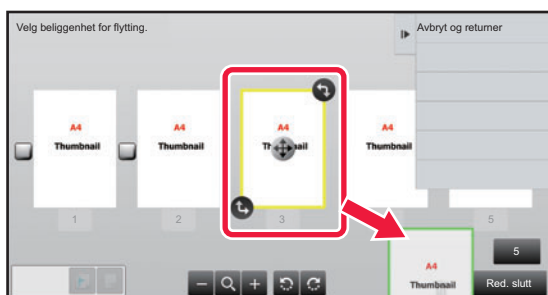 Velg beliggenhet for flytting.
Avbryt og returner
A4
Thumbnail
A4
Thumbnail
A4
A4
Thumbnail
1
2
3
5
5
A4
Thumbnail
Red. slutt